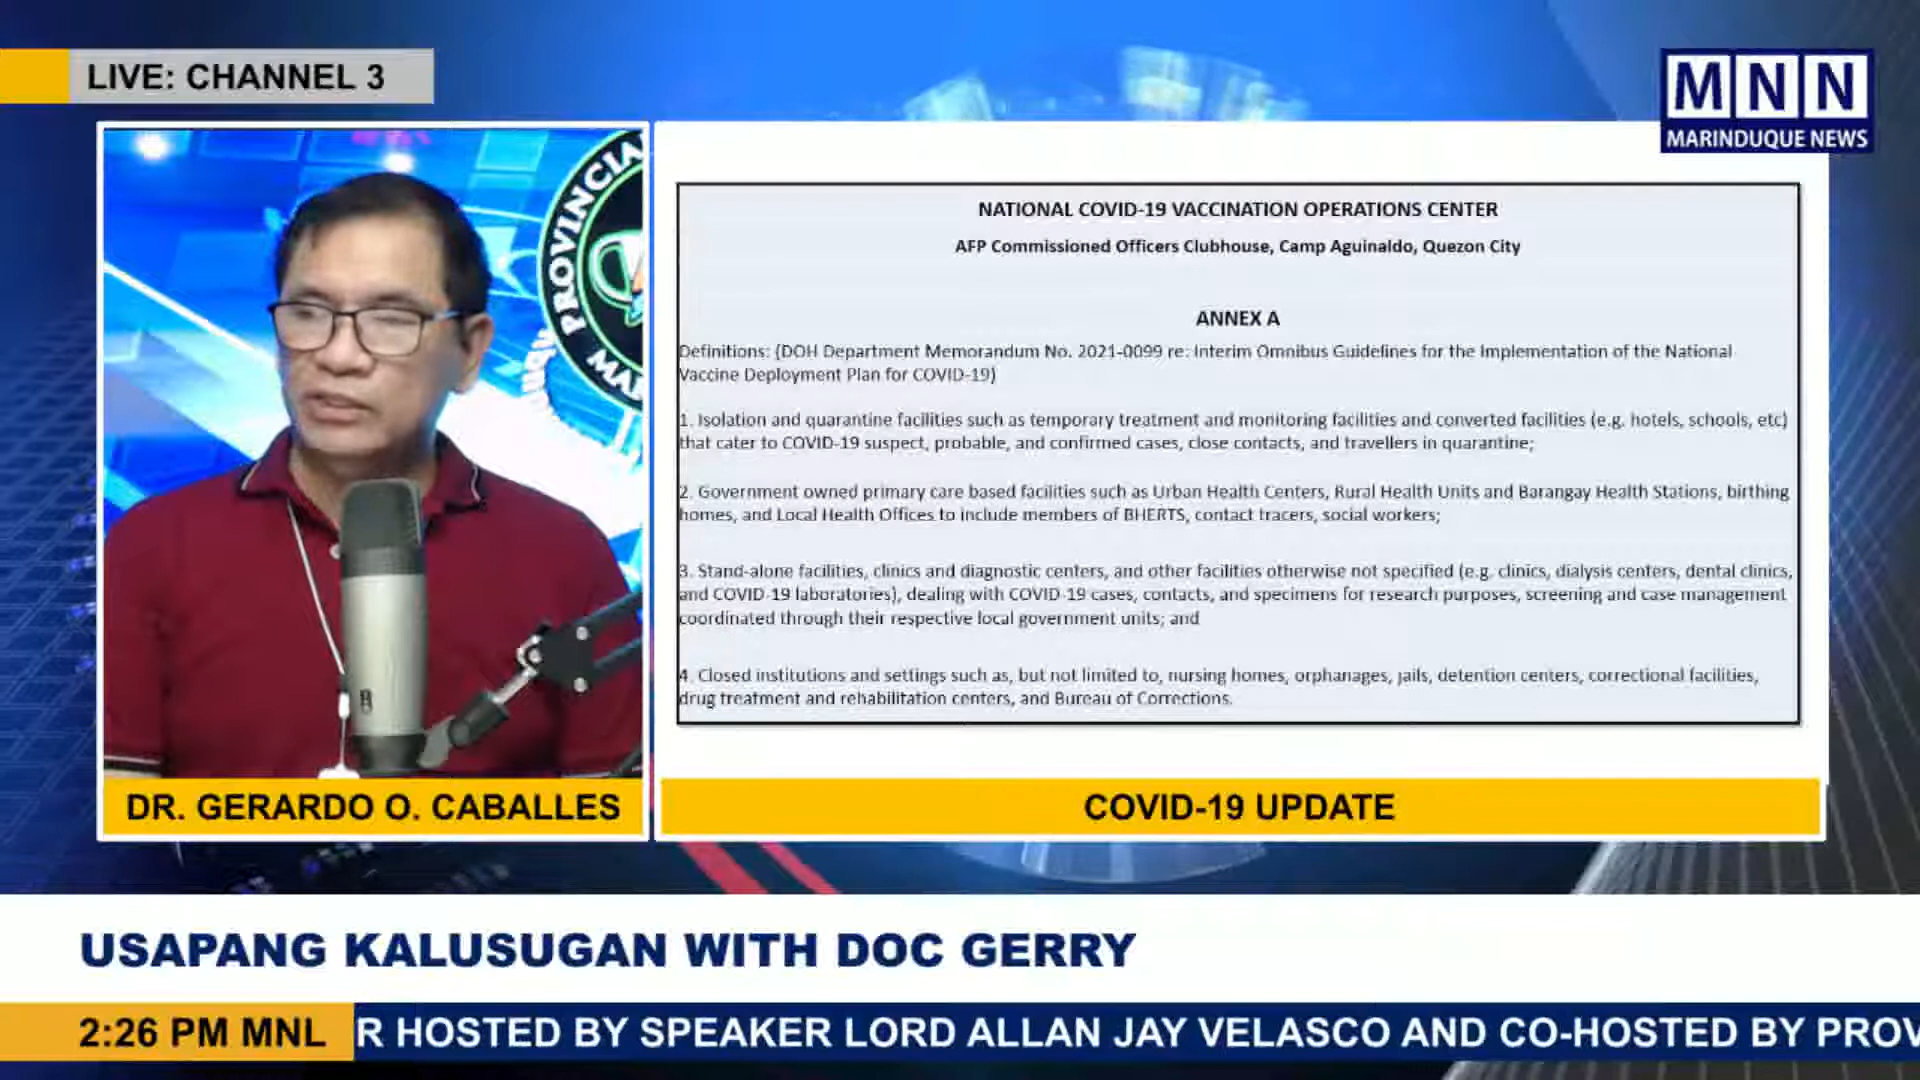 LIVE: CHANNEL 3
MNN
MARINDUQUE NEWS
PROVINCIA
MAR
NATIONAL COVID-19 VACCINATION OPERATIONS CENTER
AFP Commissioned Officers Clubhouse, Camp Aguinaldo, Quezon City
ANNEX A
Definitions: (DOH Department Memorandum No. 2021-0099 re: Interim Omnibus Guidelines for the Implementation of the National
Vaccine Deployment Plan for COVID-19)
1. Isolation and quarantine facilities such as temporary treatment and monitoring facilities and converted facilities (e.g. hotels, schools, etc)
that cater to COVID-19 suspect, probable, and confirmed cases, close contacts, and travellers in quarantine;
2. Government owned primary care based facilities such as Urban Health Centers, Rural Health Units and Barangay Health Stations, birthing
homes, and Local Health Offices to include members of BHERTS, contact tracers, social workers;
3. Stand-alone facilities, clinics and diagnostic centers, and other facilities otherwise not specified (e.g. clinics, dialysis centers, dental clinics,
and COVID-19 laboratories), dealing with COVID-19 cases, contacts, and specimens for research purposes, screening and case management
coordinated through their respective local government units; and
4. Closed institutions and settings such as, but not limited to, nursing homes, orphanages, jails, detention centers, correctional facilities,
drug treatment and rehabilitation centers, and Bureau of Corrections.
DR. GERARDO O. CABALLES
COVID-19 UPDATE
USAPANG KALUSUGAN WITH DOC GERRY
2:26 PM MNL
R HOSTED BY SPEAKER LORD ALLAN JAY VELASCO AND CO-HOSTED BY PROV